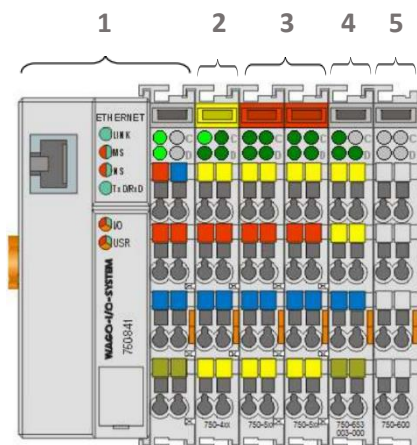 1 2 3 4 5
ETHERNET
LINK
MS
NS
TxD/RxD
I/O
USR
WAGO-I/O-SYSTEM
750841
C
D
C
D
C
D
C
D
C
D
C
750-4xx
750-5xx
750-5xx
750-653
003-000
750-600